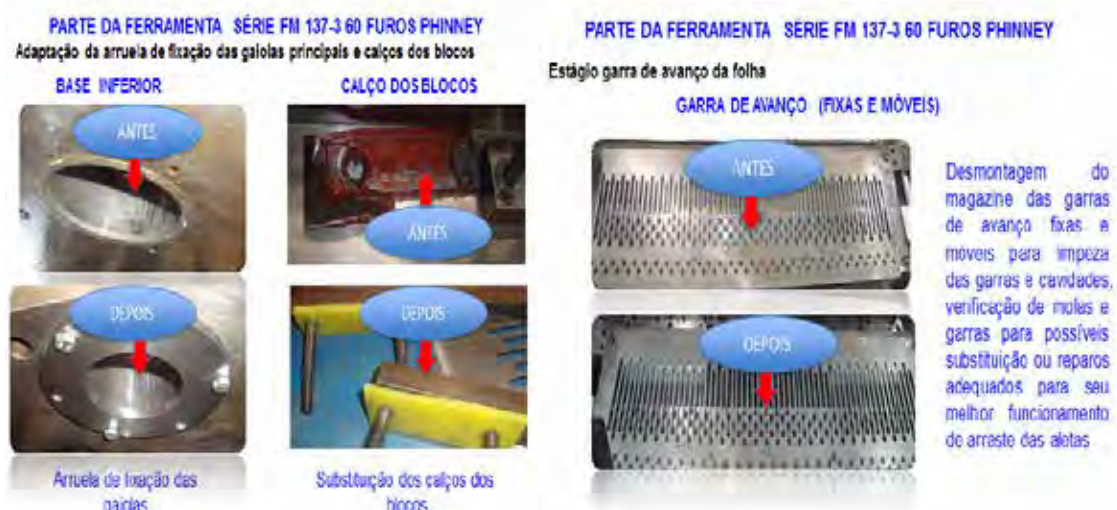 PARTE DA FERRAMENTA SÉRIE FM 137-3 60 FUROS PHINNEY
Adaptação da arruela de fixação das gaiolas principais e calços dos blocos
BASE INFERIOR
CALÇO DOS BLOCOS
ANTES
ANTES
DEPOIS
DEPOIS
Arruela de fixação das
gaiolas
Substituição dos calços dos
blocos
PARTE DA FERRAMENTA SÉRIE FM 137-3 60 FUROS PHINNEY
Estágio garra de avanço da folha
GARRA DE AVANÇO (FIXAS E MÓVEIS)
ANTES
DEPOIS
Desmontagem do
magazine das garras
de avanço fixas e
moveis para limpeza
das garras e cavidades,
verificação de molas e
garras para possíveis
substituição ou reparos
adequados para seu
melhor funcionamento
de arraste das aletas